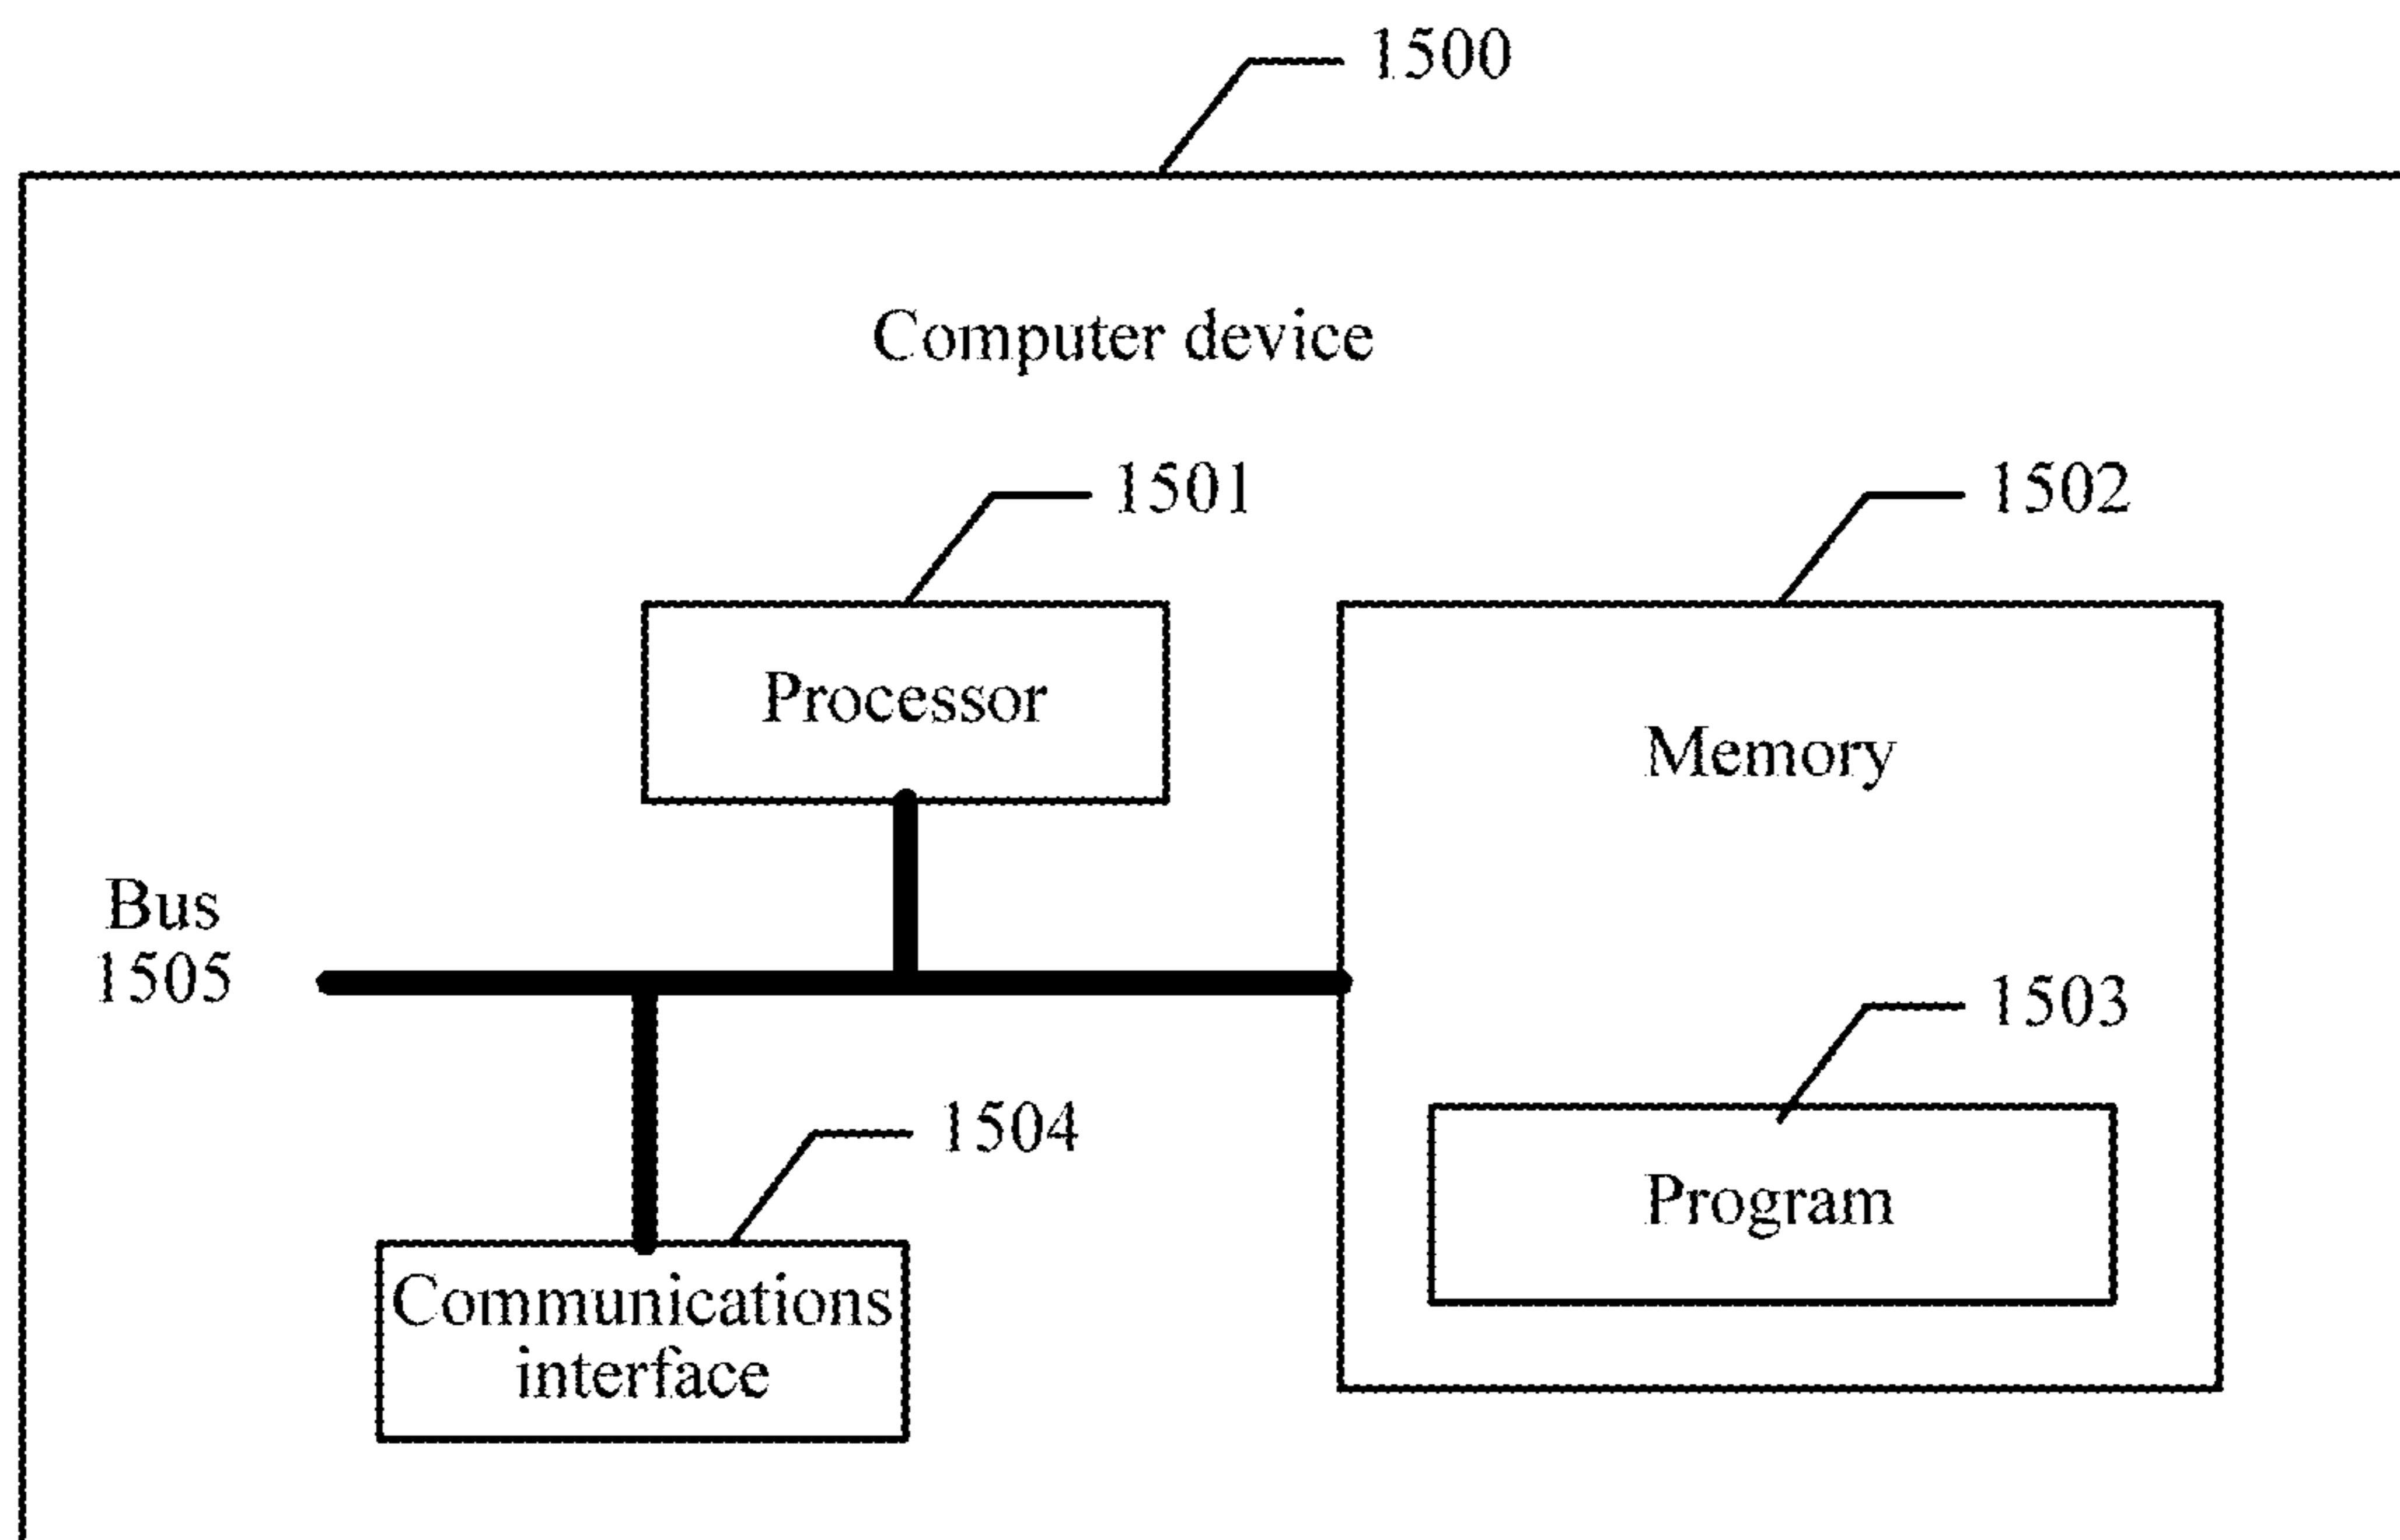 1500
Computer device
1501
1502
Processor
Memory
Bus
1505
1503
1504
Program
Communications
interface